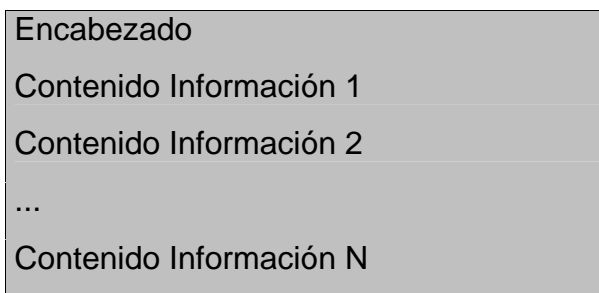 Encabezado
Contenido Información 1
Contenido Información 2
...
Contenido Información N